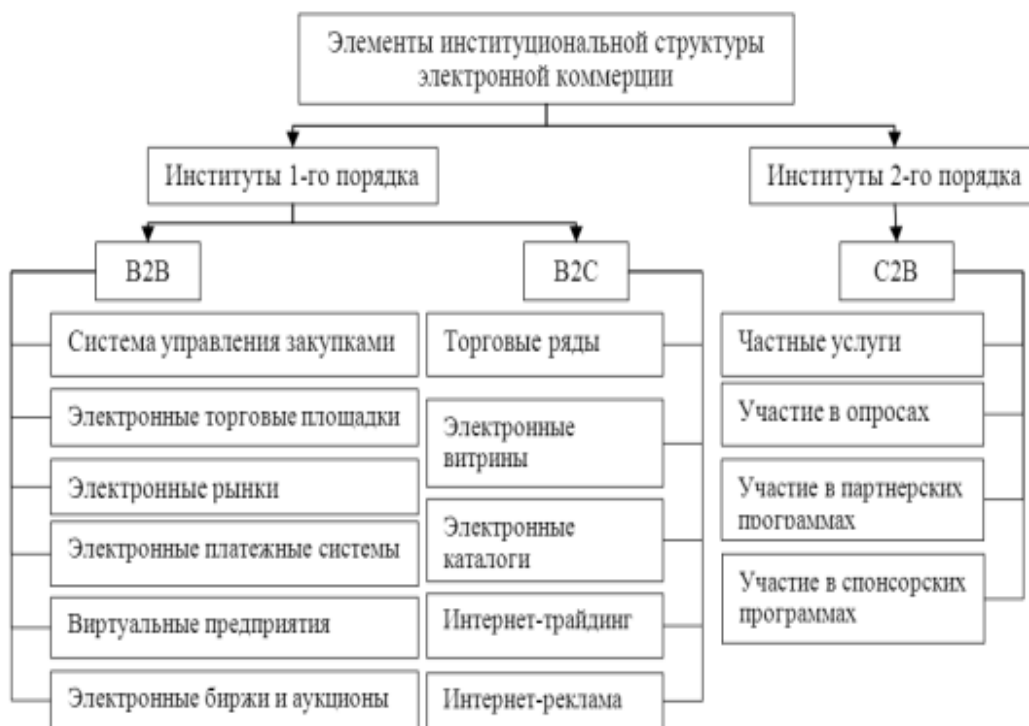 Элементы институциональной структуры
электронной коммерции
Институты 1-го порядка
Институты 2-го порядка
B2B
B2C
C2B
Система управления закупками
Электронные торговые площадки
Электронные рынки
Электронные платежные системы
Виртуальные предприятия
Электронные биржи и аукционы
Торговые ряды
Электронные
витрины
Электронные
каталоги
Интернет-трайдинг
Интернет-реклама
Частные услуги
Участие в опросах
Участие в партнерских
программах
Участие в спонсорских
программах